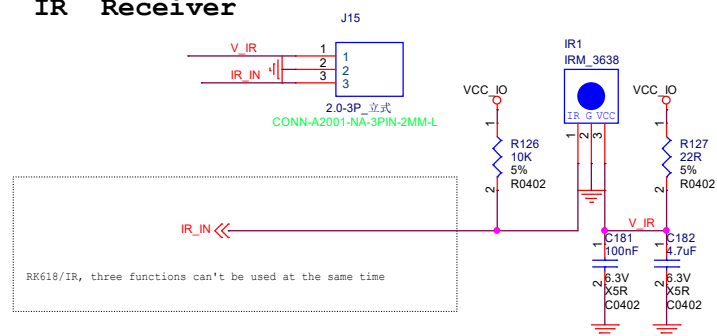 IR Receiver
J15
V_IR
1
2
3
1
2
3
IR_IN
2.0-3P_立式
CONN-A2001-NA-3PIN-2MM-L
IR1
IRM_3638
IR G VCC
1
2
3
VCC_IO
1
R126
10K
5%
R0402
2
VCC_IO
1
R127
22R
5%
R0402
2
IR_IN
V_IR
1
C181
100nF
2
6.3V
X5R
C0402
1
C182
4.7uF
2
6.3V
X5R
C0402
RK618/IR, three functions can't be used at the same time